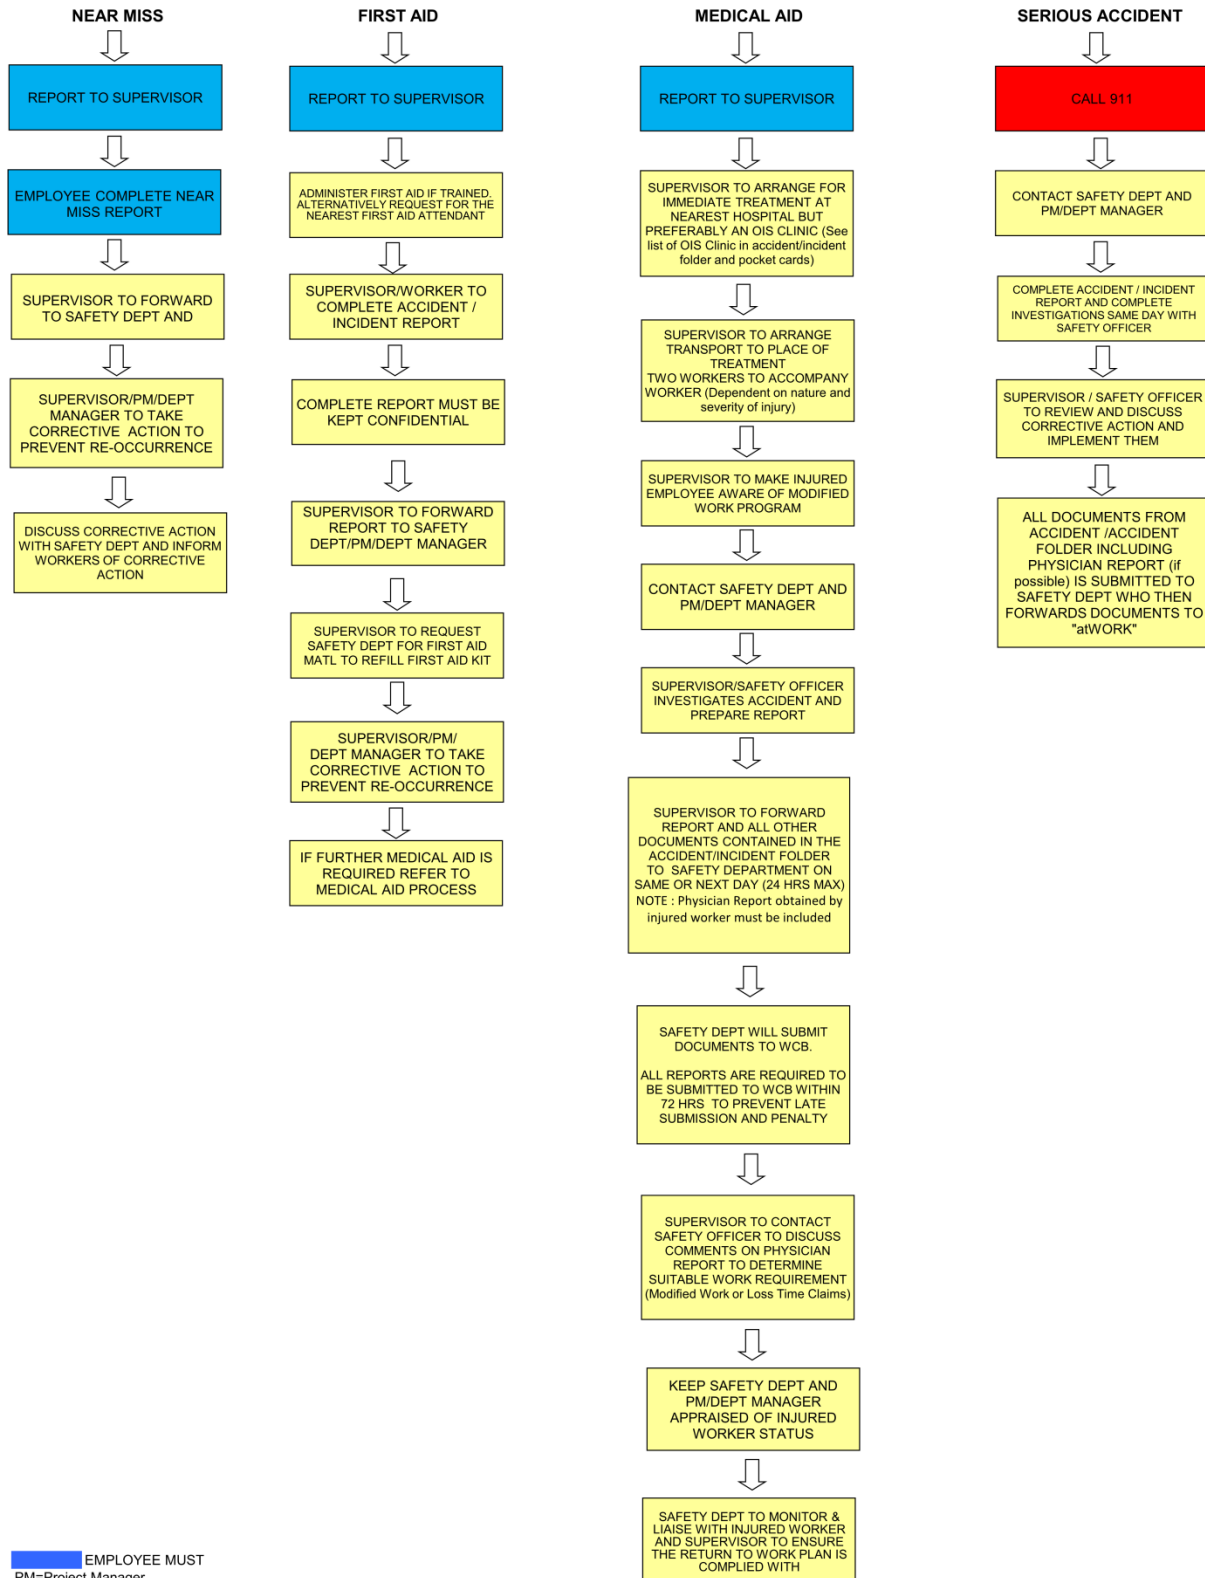 NEAR MISS
REPORT TO SUPERVISOR
EMPLOYEE COMPLETE NEAR
MISS REPORT
SUPERVISOR TO FORWARD
TO SAFETY DEPT AND
SUPERVISOR/PM/DEPT
MANAGER TO TAKE
CORRECTIVE ACTION TO
PREVENT RE-OCCURRENCE
DISCUSS CORRECTIVE ACTION
WITH SAFETY DEPT AND INFORM
WORKERS OF CORRECTIVE
ACTION
FIRST AID
REPORT TO SUPERVISOR
ADMINISTER FIRST AID IF TRAINED.
ALTERNATIVELY REQUEST FOR THE
NEAREST FIRST AID ATTENDANT
SUPERVISOR/WORKER TO
COMPLETE ACCIDENT /
INCIDENT REPORT
COMPLETE REPORT MUST BE
KEPT CONFIDENTIAL
SUPERVISOR TO FORWARD
REPORT TO SAFETY
DEPT/PM/DEPT MANAGER
SUPERVISOR TO REQUEST
SAFETY DEPT FOR FIRST AID
MATL TO REFILL FIRST AID KIT
SUPERVISOR/PM/
DEPT MANAGER TO TAKE
CORRECTIVE ACTION TO
PREVENT RE-OCCURRENCE
IF FURTHER MEDICAL AID IS
REQUIRED REFER TO
MEDICAL AID PROCESS
MEDICAL AID
REPORT TO SUPERVISOR
SUPERVISOR TO ARRANGE FOR
IMMEDIATE TREATMENT AT
NEAREST HOSPITAL BUT
PREFERABLY AN OIS CLINIC (See
list of OIS Clinic in accident/incident
folder and pocket cards)
SUPERVISOR TO ARRANGE
TRANSPORT TO PLACE OF
TREATMENT
TWO WORKERS TO ACCOMPANY
WORKER (Dependent on nature and
severity of injury)
SUPERVISOR TO MAKE INJURED
EMPLOYEE AWARE OF MODIFIED
WORK PROGRAM
CONTACT SAFETY DEPT AND
PM/DEPT MANAGER
SUPERVISOR/SAFETY OFFICER
INVESTIGATES ACCIDENT AND
PREPARE REPORT
SUPERVISOR TO FORWARD
REPORT AND ALL OTHER
DOCUMENTS CONTAINED IN THE
ACCIDENT/INCIDENT FOLDER
TO SAFETY DEPARTMENT ON
SAME OR NEXT DAY (24 HRS MAX)
NOTE : Physician Report obtained by
injured worker must be included
SAFETY DEPT WILL SUBMIT
DOCUMENTS TO WCB.
ALL REPORTS ARE REQUIRED TO
BE SUBMITTED TO WCB WITHIN
72 HRS TO PREVENT LATE
SUBMISSION AND PENALTY
SUPERVISOR TO CONTACT
SAFETY OFFICER TO DISCUSS
COMMENTS ON PHYSICIAN
REPORT TO DETERMINE
SUITABLE WORK REQUIREMENT
(Modified Work or Loss Time Claims)
KEEP SAFETY DEPT AND
PM/DEPT MANAGER
APPRAISED OF INJURED
WORKER STATUS
SAFETY DEPT TO MONITOR &
LIAISE WITH INJURED WORKER
AND SUPERVISOR TO ENSURE
THE RETURN TO WORK PLAN IS
COMPLIED WITH
SERIOUS ACCIDENT
CALL 911
CONTACT SAFETY DEPT AND
PM/DEPT MANAGER
COMPLETE ACCIDENT / INCIDENT
REPORT AND COMPLETE
INVESTIGATIONS SAME DAY WITH
SAFETY OFFICER
SUPERVISOR / SAFETY OFFICER
TO REVIEW AND DISCUSS
CORRECTIVE ACTION AND
IMPLEMENT THEM
ALL DOCUMENTS FROM
ACCIDENT /ACCIDENT
FOLDER INCLUDING
PHYSICIAN REPORT (if
possible) IS SUBMITTED TO
SAFETY DEPT WHO THEN
FORWARDS DOCUMENTS TO
"atWORK"
EMPLOYEE MUST
PM=Project Manager